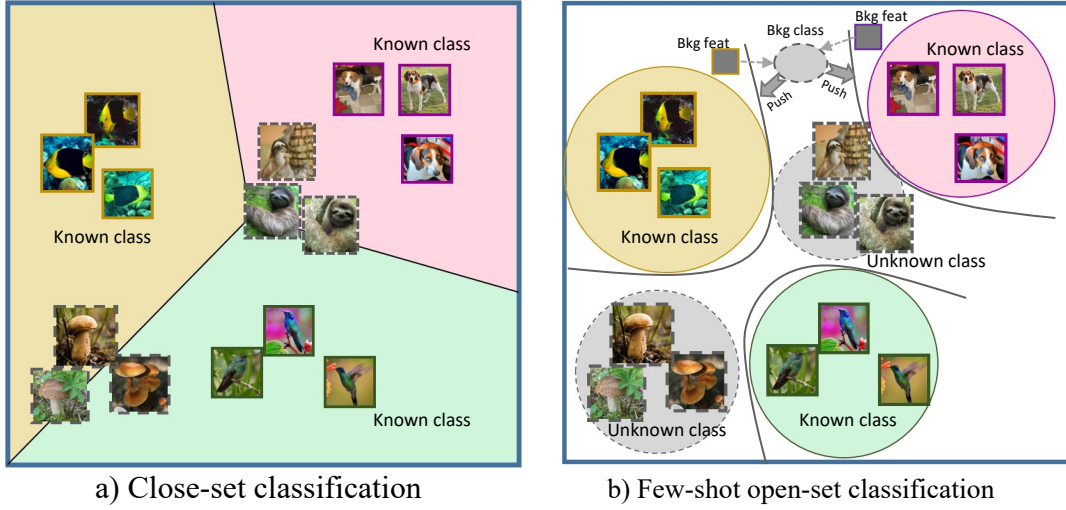 Known class
Known class
Known class
a) Close-set classification
Bkg feat
Bkg class
Bkg feat
Push
Push
Known class
Known class
Unknown class
Unknown class
Known class
b) Few-shot open-set classification